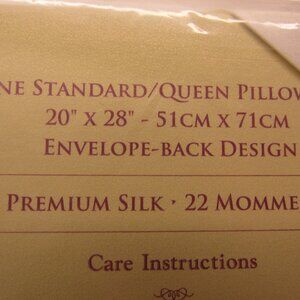 NE STANDARD/QUEEN PILLOW
20" X 28" - 51CM X 71CM
ENVELOPE-BACK DESIGN
PREMIUM SILK · 22 MOMME
Care Instructions